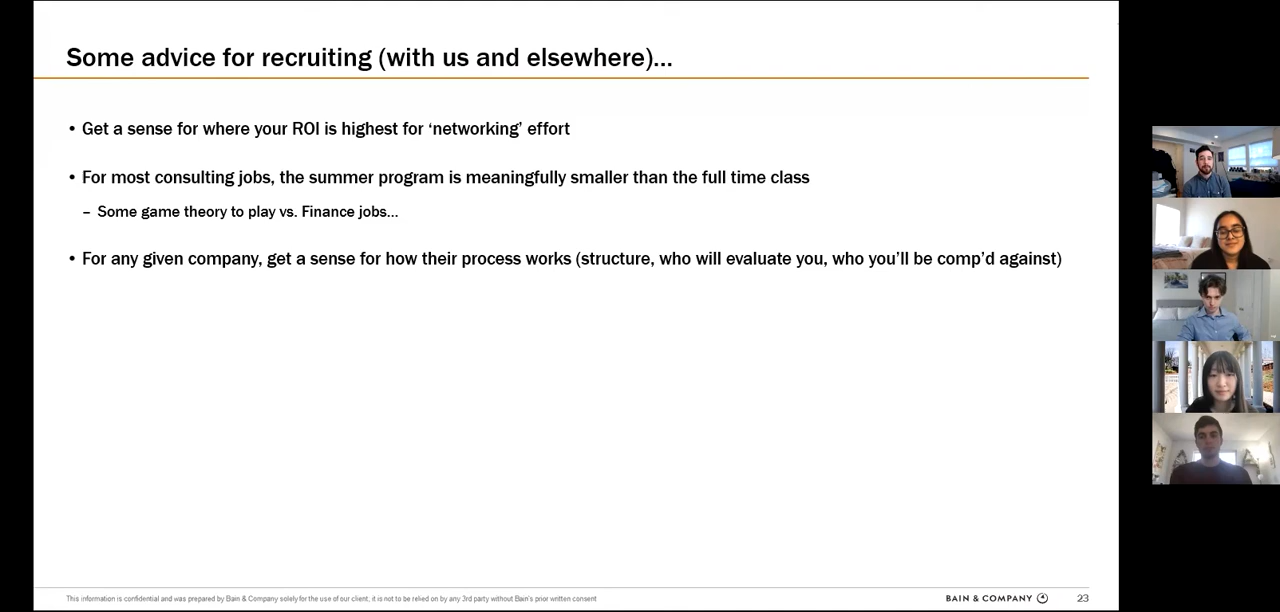 Some advice for recruiting (with us and elsewhere)...
• Get a sense for where your ROI is highest for ‘networking’ effort
• For most consulting jobs, the summer program is meaningfully smaller than the full time class
– Some game theory to play vs. Finance jobs...
• For any given company, get a sense for how their process works (structure, who will evaluate you, who you’ll be comp’d against)
This information is confidential and was prepared by Bain & Company solely for the use of our client, it is not to be relied on by any 3rd party without Bain's prior written consent
BAIN & COMPANY
23